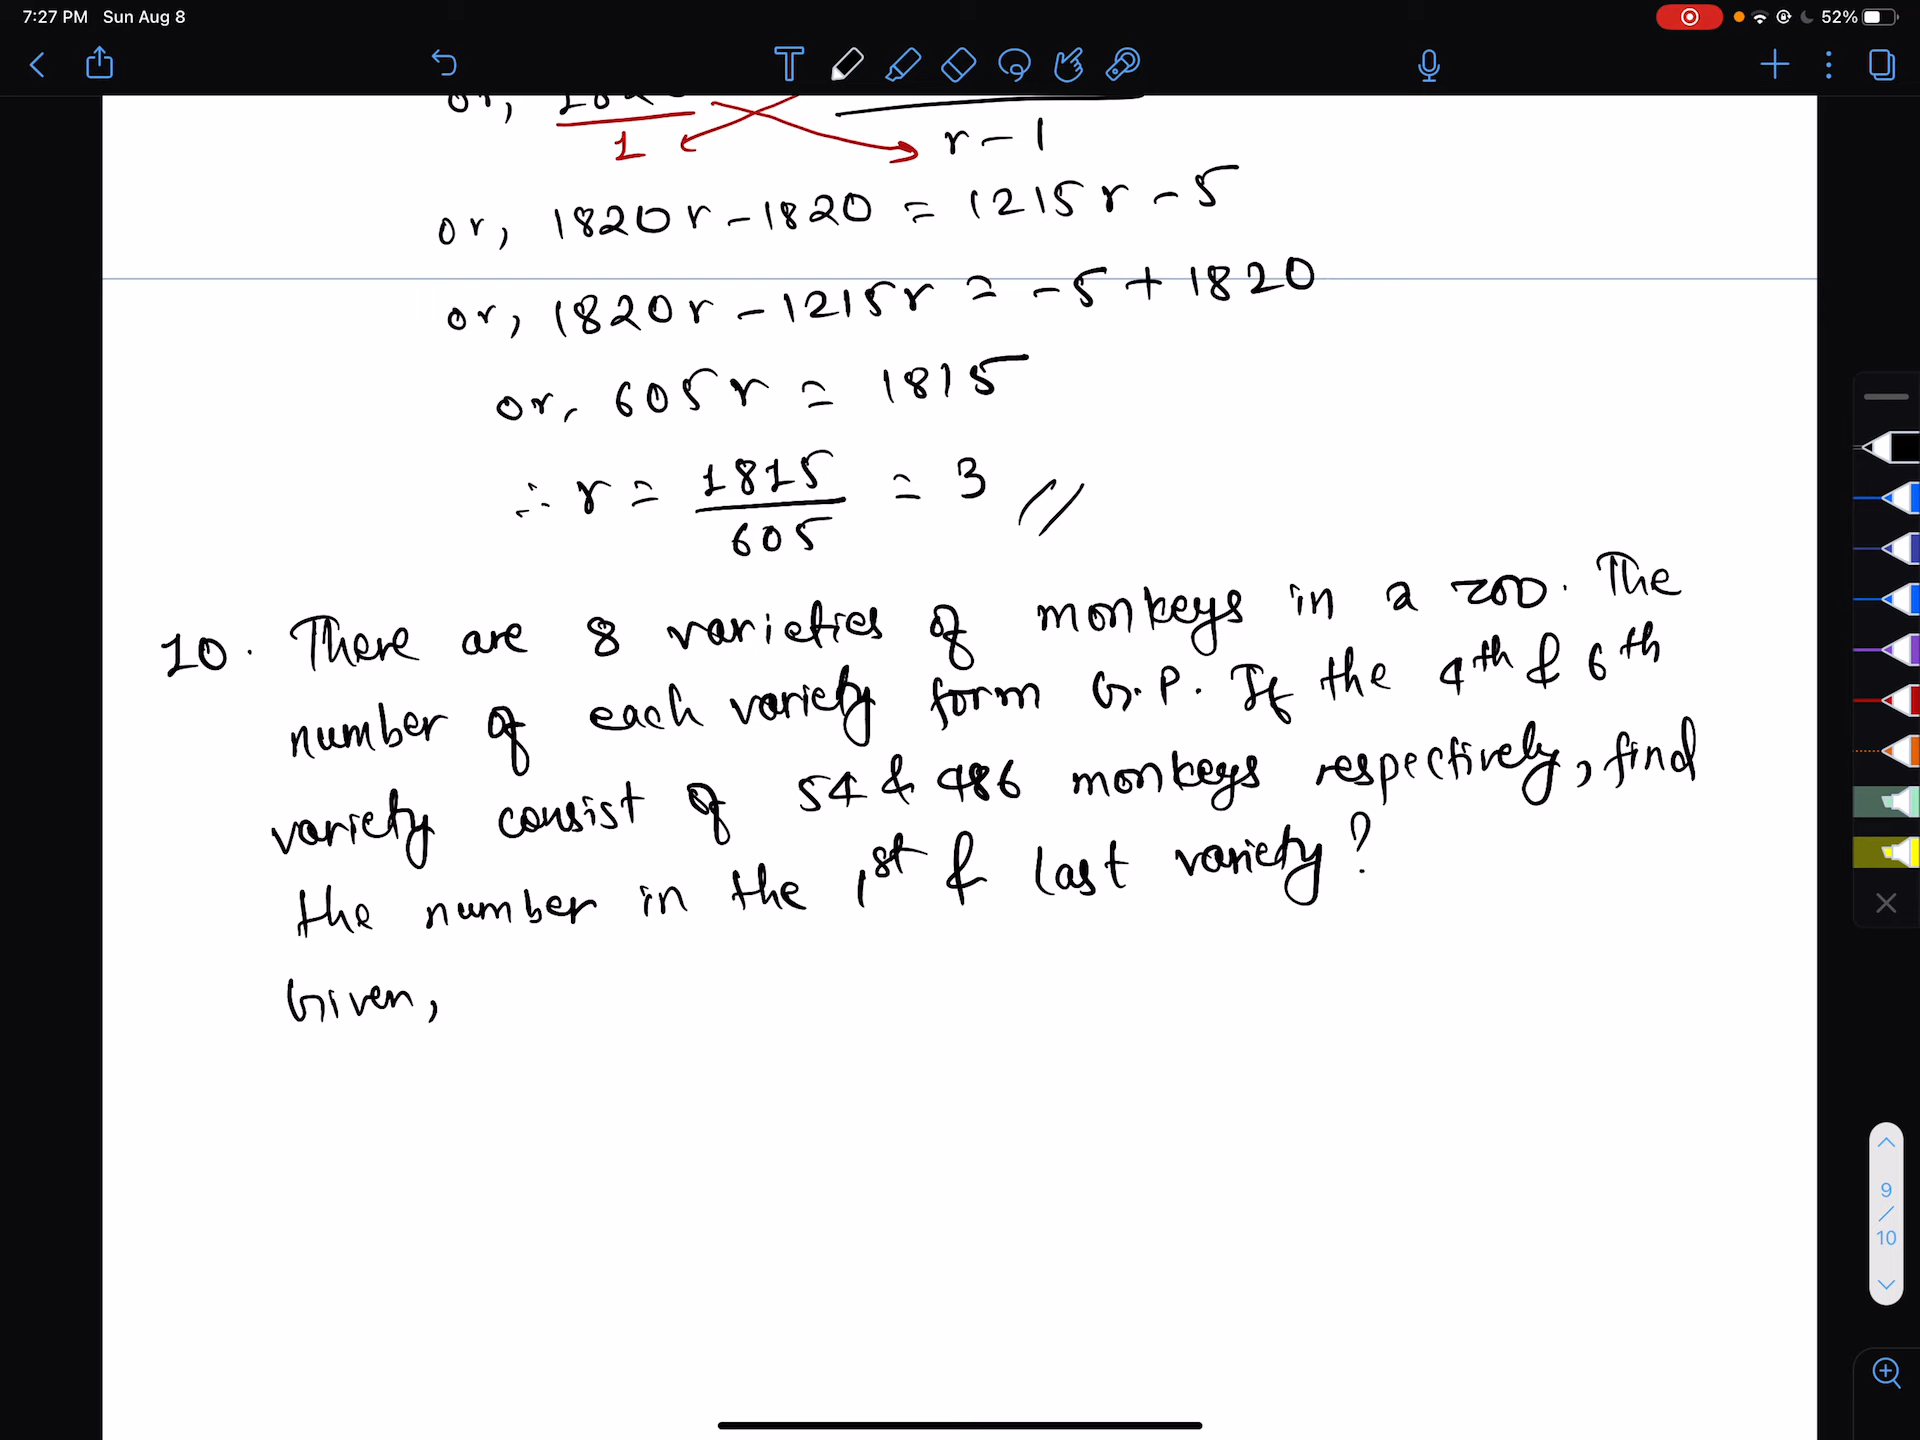 7:27 PM Sun Aug 8
52%
T
or,
1
r - 1
or, 1820r - 1820 = 1215r - 5
or, 1820r - 1215r = -5 + 1820
or, 605r = 1815
∴ r = 1815/605 = 3 //
10. There are 8 varieties of monkeys in a zoo. The
number of each variety form G.P. If the 4th & 6th
variety consist of 54 & 486 monkeys respectively, find
the number in the 1st & last variety?
Given,
9
/
10